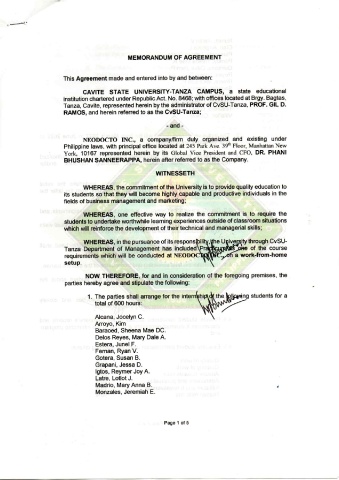 MEMORANDUM OF AGREEMENT
This Agreement made and entered into by and between:
CAVITE STATE UNIVERSITY-TANZA CAMPUS, a state educational
institution chartered under Republic Act. No. 8468; with offices located at Brgy. Bagtas,
Tanza, Cavite, represented herein by the administrator of CvSU-Tanza, PROF. GIL D.
RAMOS, and herein referred to as the CvSU-Tanza;
- and -
NEODOCTO INC., a company/firm duly organized and existing under
Philippine laws, with principal office located at 245 Park Ave. 39th Floor, Manhattan New
York, 10167 represented herein by its Global Vice President and CFO, DR. PHANI
BHUSHAN SANNEERAPPA, herein after referred to as the Company.
WITNESSETH
WHEREAS, the commitment of the University is to provide quality education to
its students so that they will become highly capable and productive individuals in the
fields of business management and marketing;
WHEREAS, one effective way to realize the commitment is to require the
students to undertake worthwhile learning experiences outside of classroom situations
which will reinforce the development of their technical and managerial skills;
WHEREAS, in the pursuance of its responsibility, the University through CvSU-
Tanza Department of Management has included Practicum as one of the course
requirements which will be conducted at NEODOCTO INC., on a work-from-home
setup.
NOW THEREFORE, for and in consideration of the foregoing premises, the
parties hereby agree and stipulate the following:
1. The parties shall arrange for the internship of the following students for a
total of 600 hours:
Alcana, Jocelyn C.
Arroyo, Kim
Baraoed, Sheena Mae DC.
Delos Reyes, Mary Dale A.
Estera, Junel F.
Fernan, Ryan V.
Gotera, Susan B.
Grapani, Jessa D.
Iglos, Reymer Joy A.
Latre, Lotlot J.
Madrio, Mary Anna B.
Monzales, Jeremiah E.
Page 1 of 5